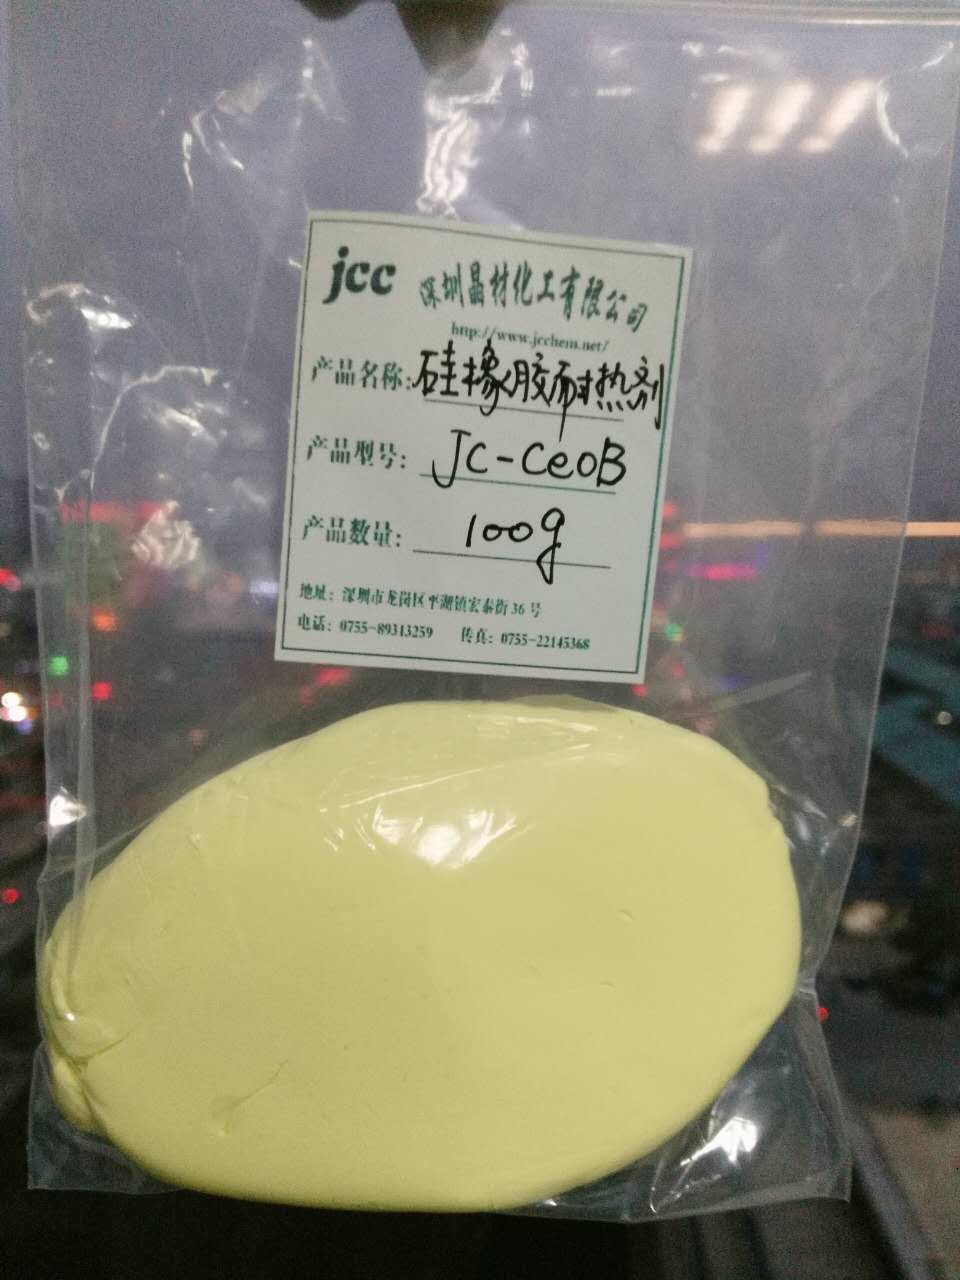 jcc 深圳晶材化工有限公司
http://www.jcchem.net/
产品名称: 硅橡胶耐热剂
产品型号: JC-CeOB
产品数量: 100g
地址: 深圳市龙岗区平湖镇宏泰街36号
电话: 0755-89313259 传真: 0755-22145368